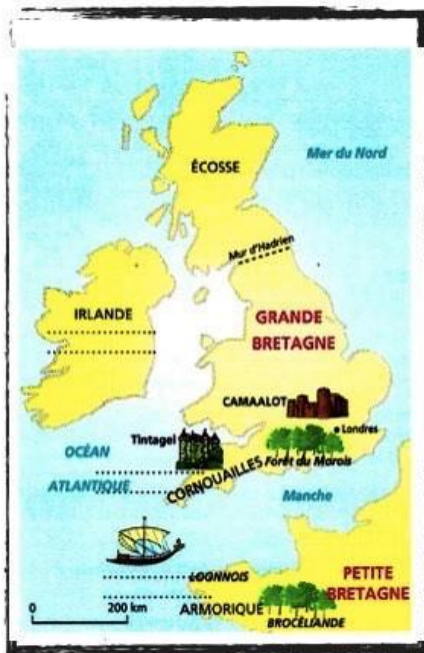 Mer du Nord
ÉCOSSE
Mur d'Hadrien
IRLANDE
GRANDE
BRETAGNE
CAMAALOT
Londres
Tintagel
OCÉAN
ATLANTIQUE
Forêt du Morois
CORNOUAILLES
Manche
LOONNOIS
PETITE
BRETAGNE
ARMORIQUE
BROCÉLIANDE
0 200 km